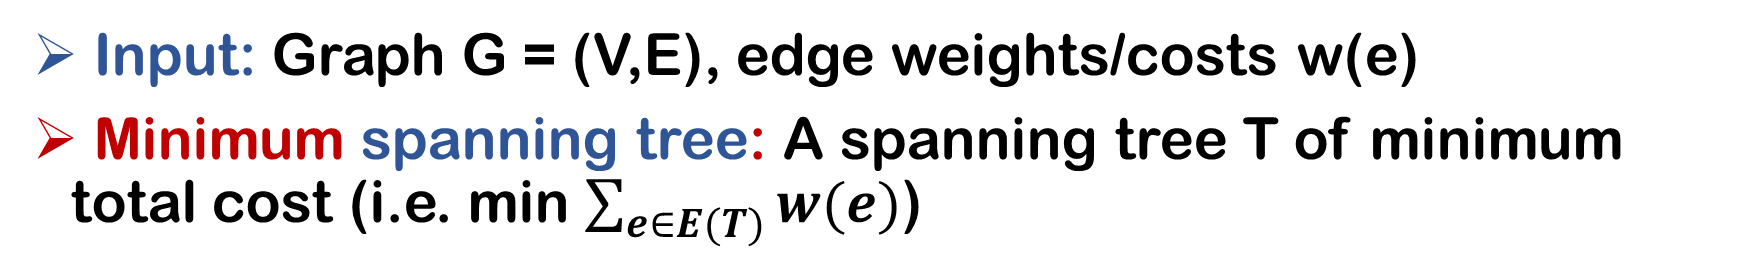 ➢ Input: Graph G = (V,E), edge weights/costs w(e)
➢ Minimum spanning tree: A spanning tree T of minimum
total cost (i.e. min ∑e∈E(T) w(e))